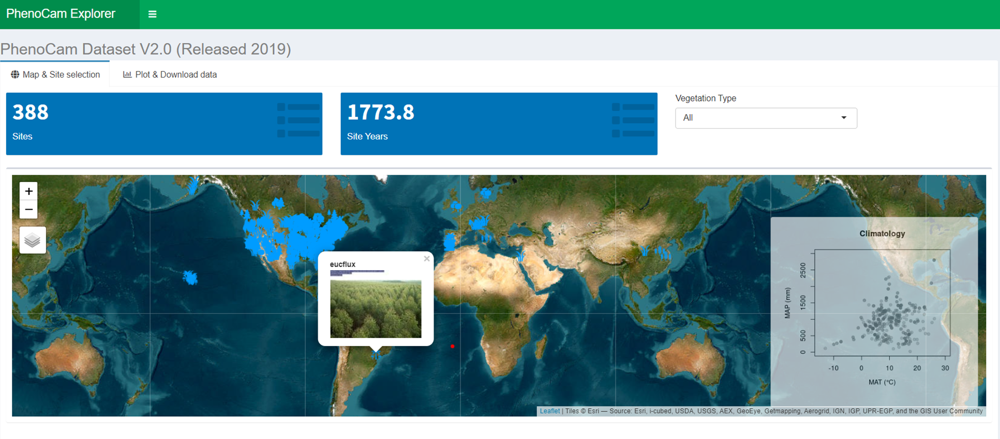 PhenoCam Explorer
PhenoCam Dataset V2.0 (Released 2019)
Map & Site selection
Plot & Download data
388
Sites
1773.8
Site Years
Vegetation Type
All
+
−
eucflux
×
Climatology
2500
1500
500
0
MAP (mm)
-10 0 10 20 30
MAT (°C)
Leaflet | Tiles © Esri — Source: Esri, i-cubed, USDA, USGS, AEX, GeoEye, Getmapping, Aerogrid, IGN, IGP, UPR-EGP, and the GIS User Community